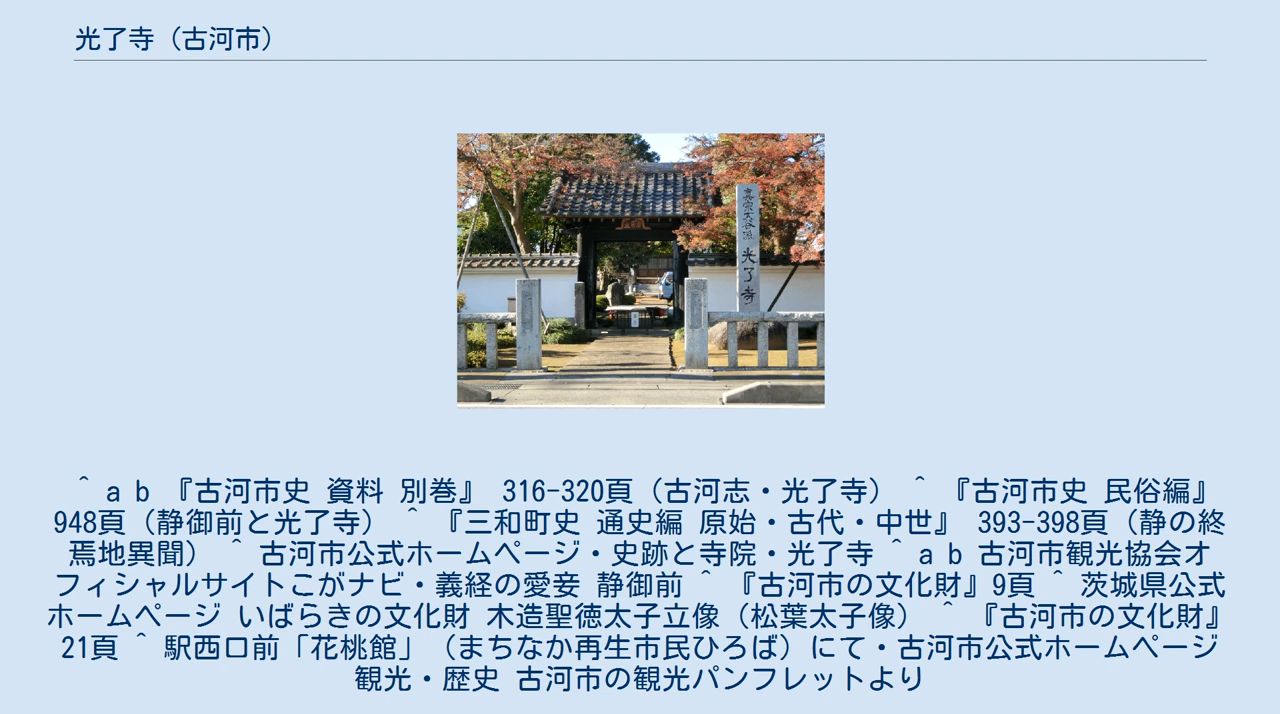 光了寺（古河市）
真宗大谷派 光了寺
^ a b 『古河市史 資料 別巻』 316-320頁（古河志・光了寺） ^ 『古河市史 民俗編』
948頁（静御前と光了寺） ^ 『三和町史 通史編 原始・古代・中世』 393-398頁（静の終
焉地異聞） ^ 古河市公式ホームページ・史跡と寺院・光了寺 ^ a b 古河市観光協会オ
フィシャルサイトこがナビ・義経の愛妾 静御前 ^ 『古河市の文化財』9頁 ^ 茨城県公式
ホームページ いばらきの文化財 木造聖徳太子立像（松葉太子像） ^ 『古河市の文化財』
21頁 ^ 駅西口前「花桃館」（まちなか再生市民ひろば）にて・古河市公式ホームページ
観光・歴史 古河市の観光パンフレットより